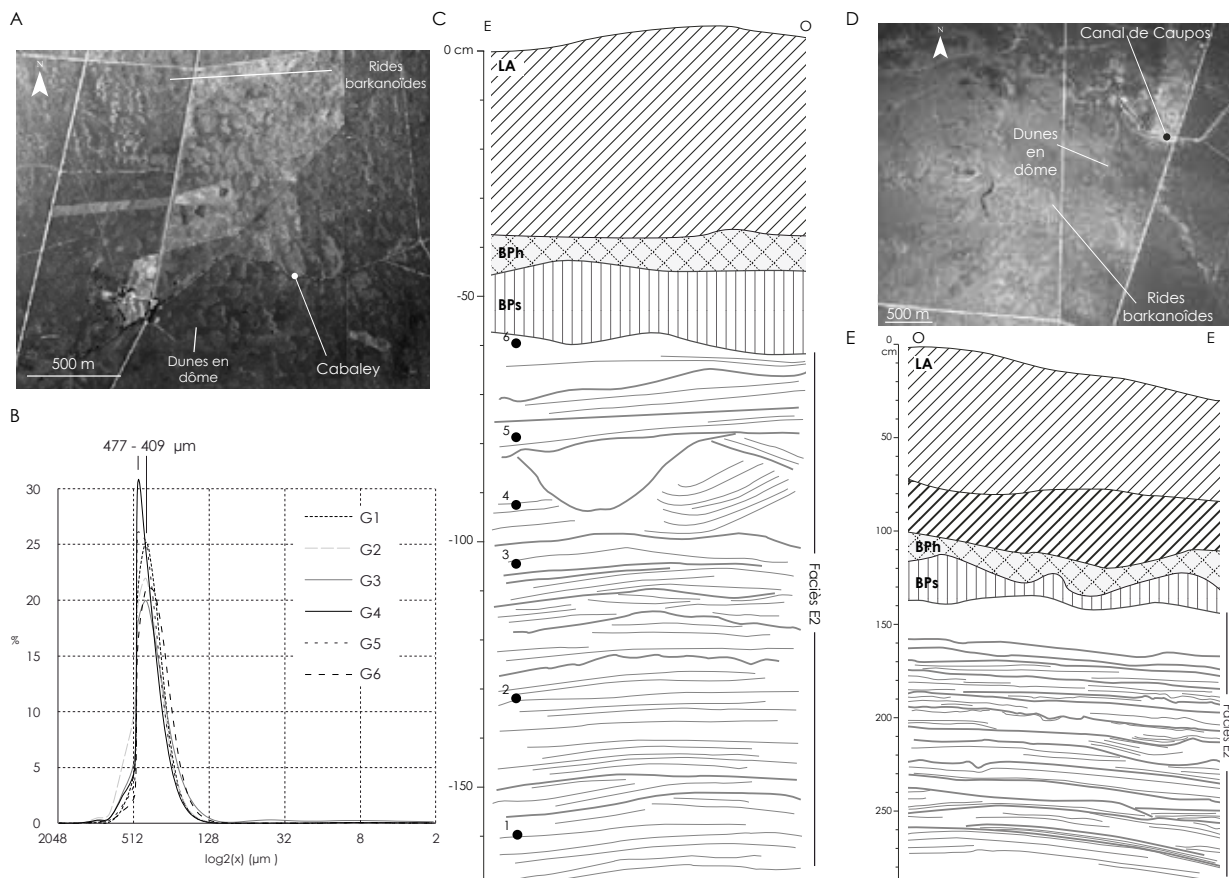 A
N
Rides
barkanoïdes
500 m
Dunes en
dôme
Cabaley
B
477 - 409 µm
30
25
20
15
10
5
0
%
G1
G2
G3
G4
G5
G6
2048
512
128
32
8
2
log2(x) (µm)
C
E
O
0 cm
LA
BPh
-50
BPs
6
5
4
-100
3
2
-150
1
Faciès E2
D
N
Canal de Caupos
Dunes
en
dôme
Rides
barkanoïdes
500 m
E
O
E
0
cm
LA
50
100
BPh
BPs
150
200
250
Faciès E2